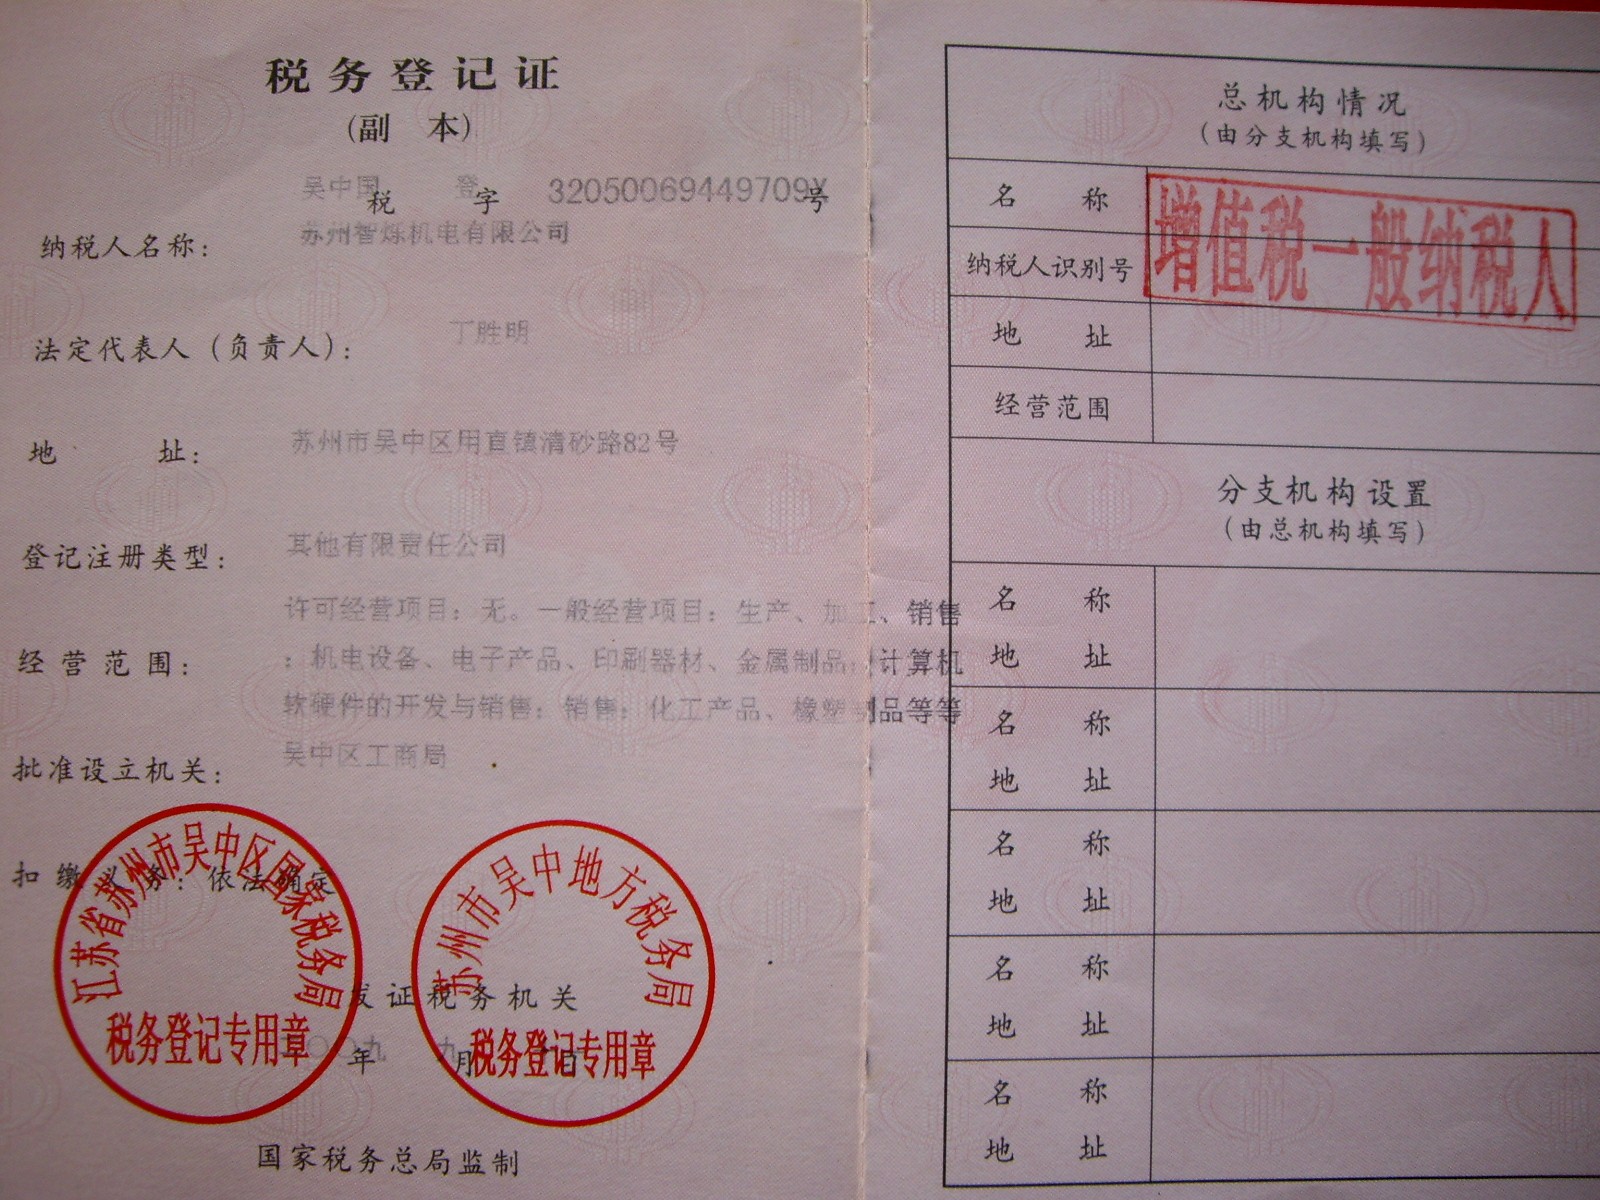 税务登记证
(副 本)
吴中国税 登字 32050069449709X号
纳税人名称: 苏州智烁机电有限公司
法定代表人(负责人): 丁胜明
地 址: 苏州市吴中区甪直镇清砂路82号
登记注册类型: 其他有限责任公司
经营范围: 许可经营项目:无。一般经营项目:生产、加工、销售
:机电设备、电子产品、印刷器材、金属制品;计算机
软硬件的开发与销售;销售:化工产品、橡塑制品等等
批准设立机关: 吴中区工商局
扣缴义务:依法确定
江苏省苏州市吴中区国家税务局
税务登记专用章
苏州市吴中地方税务局
税务登记专用章
发证税务机关
二〇〇九年 九月 日
国家税务总局监制
总机构情况
(由分支机构填写)
名 称
增值税一般纳税人
纳税人识别号
地 址
经营范围
分支机构设置
(由总机构填写)
名 称
地 址
名 称
地 址
名 称
地 址
名 称
地 址
名 称
地 址